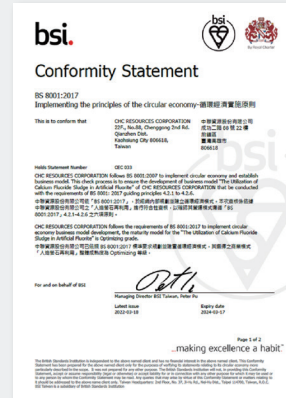 bsi.
By Royal Charter
Conformity Statement
BS 8001:2017
Implementing the principles of the circular economy-循環經濟實施原則
This is to conform that
CHC RESOURCES CORPORATION
22F., No.88, Chenggong 2nd Rd.
Qianzhen Dist.
Kaohsiung City 806618,
Taiwan
中聯資源股份有限公司
成功二路 88 號 22 樓
前鎮區
臺灣高雄市
806618
Holds Statement Number
CEC 033
CHC RESOURCES CORPORATION follows BS 8001:2017 to implement circular economy and establish
business model. This check process is to ensure the development of business model "The Utilization of
Calcium Fluoride Sludge in Artificial Fluorite" of CHC RESOURCES CORPORATION that be conducted
with the requirements of BS 8001: 2017 guiding principles 4.2.1 to 4.2.6.
CHC RESOURCES CORPORATION follows the requirements of BS 8001:2017 to implement circular
economy business model development, the maturity model for the "The Utilization of Calcium Fluoride
Sludge in Artificial Fluorite" is Optimizing grade.
For and on behalf of BSI
Managing Director BSI Taiwan, Peter Pu
Latest issue
2022-03-18
Expiry date
2024-03-17
Page 1 of 2
...making excellence a habit™